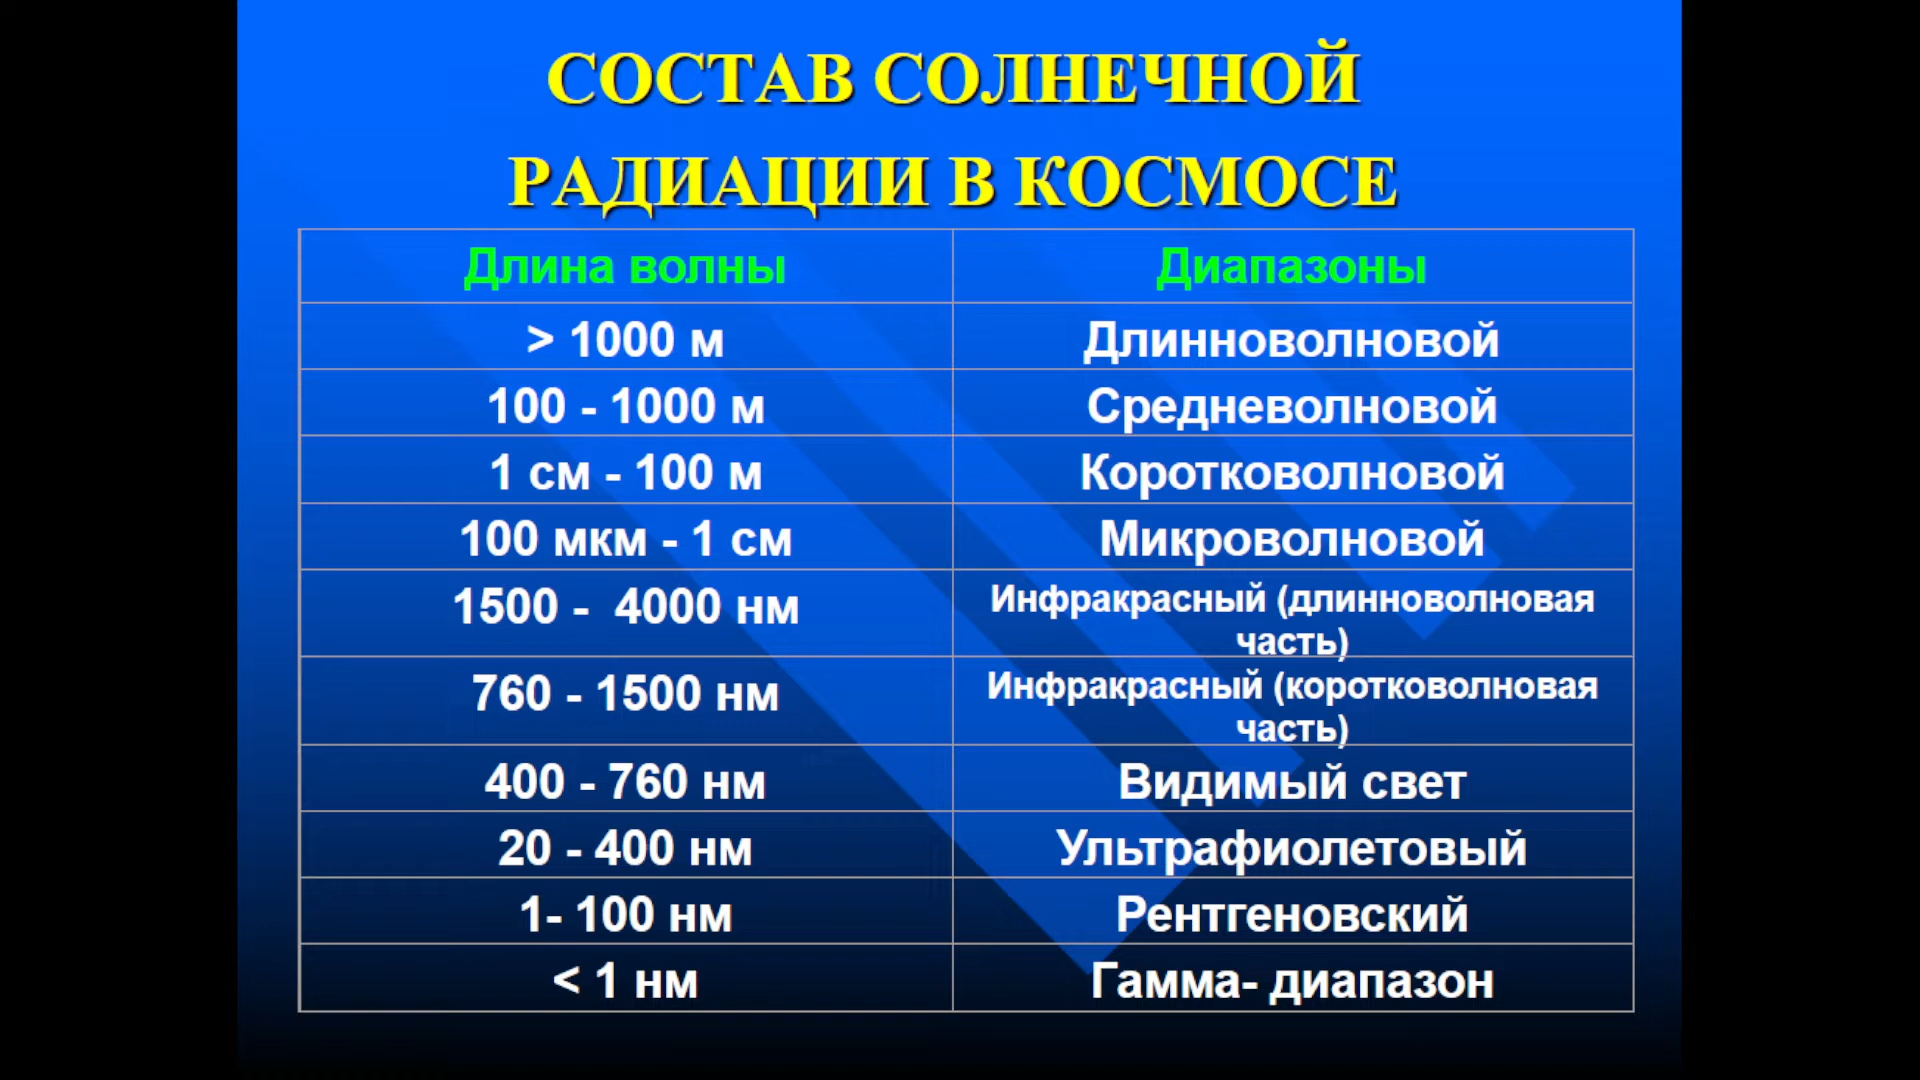 СОСТАВ СОЛНЕЧНОЙ
РАДИАЦИИ В КОСМОСЕ
Длина волны Диапазоны
> 1000 м Длинноволновой
100 - 1000 м Средневолновой
1 см - 100 м Коротковолновой
100 мкм - 1 см Микроволновой
1500 -  4000 нм Инфракрасный (длинноволновая
часть)
760 - 1500 нм Инфракрасный (коротковолновая
часть)
400 - 760 нм Видимый свет
20 - 400 нм Ультрафиолетовый
1- 100 нм Рентгеновский
< 1 нм Гамма- диапазон